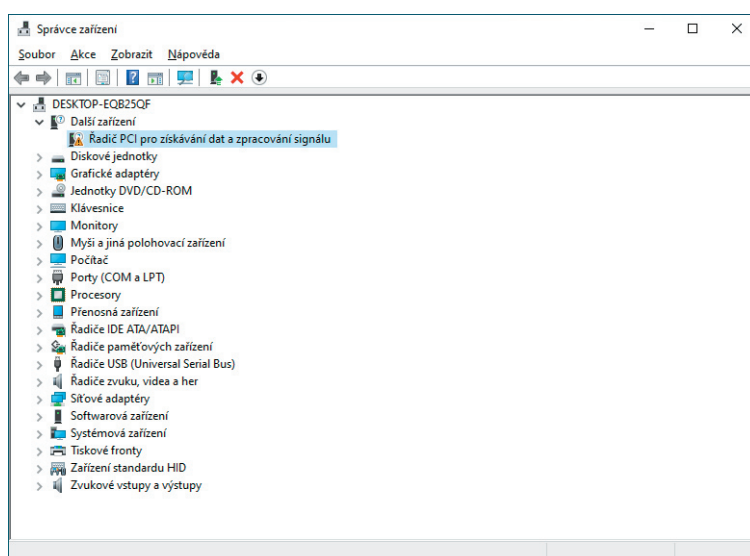 Správce zařízení
Soubor Akce Zobrazit Nápověda
DESKTOP-EQB25QF
Další zařízení
Řadič PCI pro získávání dat a zpracování signálu
Diskové jednotky
Grafické adaptéry
Jednotky DVD/CD-ROM
Klávesnice
Monitory
Myši a jiná polohovací zařízení
Počítač
Porty (COM a LPT)
Procesory
Přenosná zařízení
Řadiče IDE ATA/ATAPI
Řadiče paměťových zařízení
Řadiče USB (Universal Serial Bus)
Řadiče zvuku, videa a her
Síťové adaptéry
Softwarová zařízení
Systémová zařízení
Tiskové fronty
Zařízení standardu HID
Zvukové vstupy a výstupy